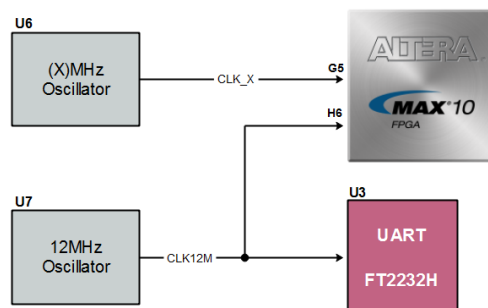 U6
(X)MHz
Oscillator
CLK_X
G5
H6
ALTERA
MAX 10
FPGA
U7
12MHz
Oscillator
CLK12M
U3
UART
FT2232H